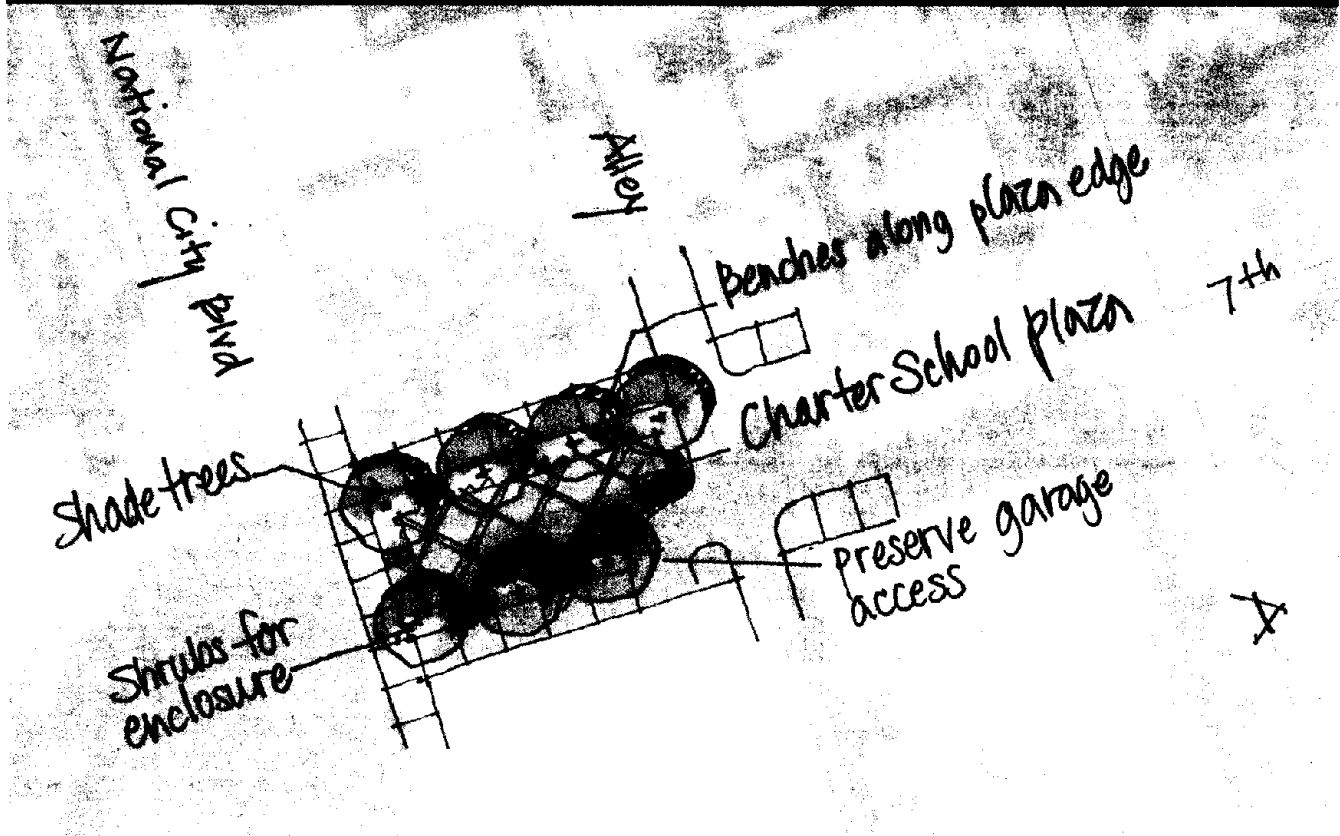 National City Blvd
Alley
Benches along plaza edge
7th
Charter School plaza
Shade trees
Preserve garage
access
Shrubs for
enclosure